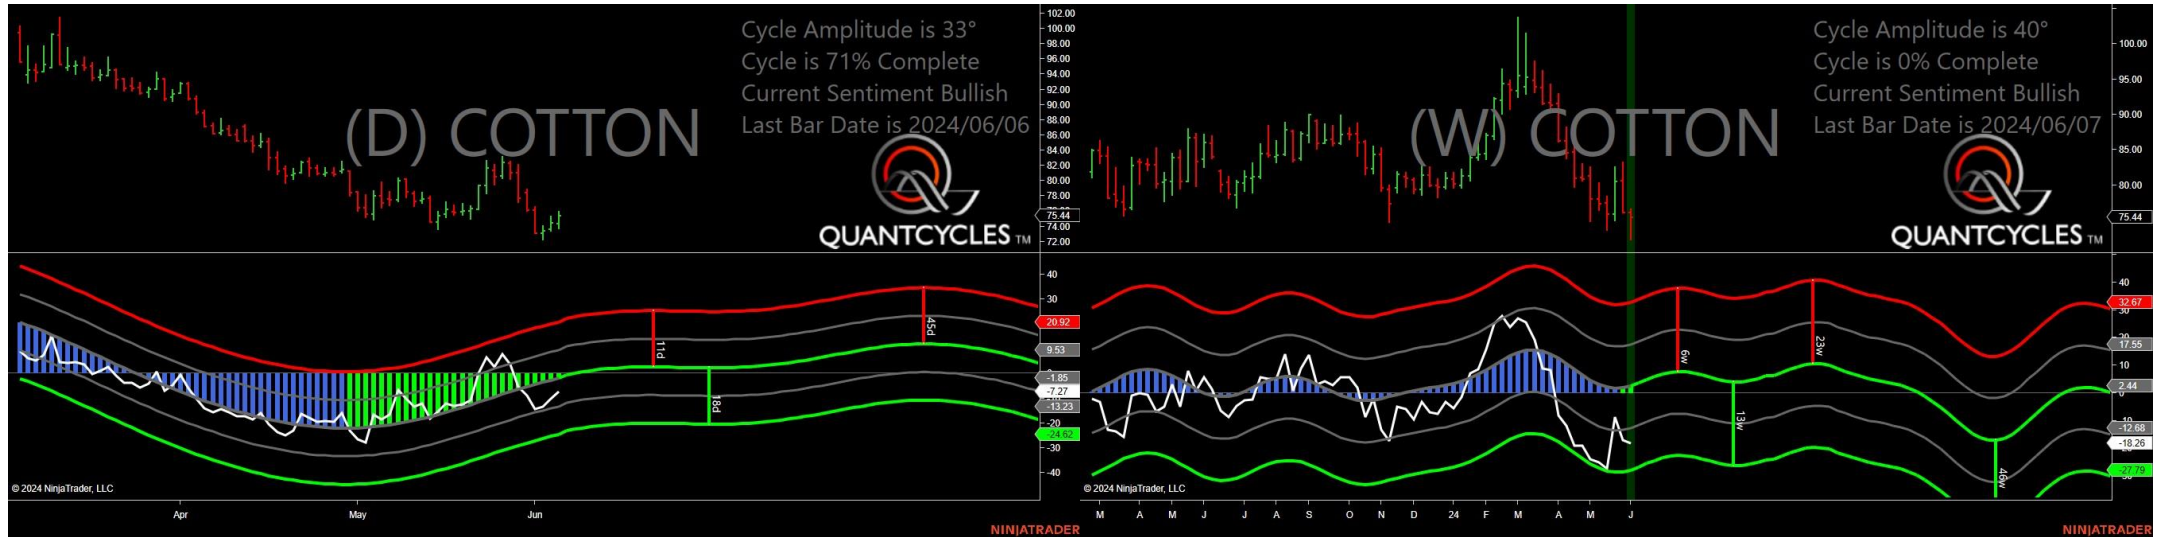 Cycle Amplitude is 33°
Cycle is 71% Complete
Current Sentiment Bullish
Last Bar Date is 2024/06/06
(D) COTTON
QUANTCYCLES TM
102.00
100.00
98.00
96.00
94.00
92.00
90.00
88.00
86.00
84.00
82.00
80.00
78.00
75.44
74.00
72.00
40
30
20.92
9.53
-1.85
-7.27
-13.23
-20
-24.62
-30
-40
11d
18d
45d
© 2024 NinjaTrader, LLC
Apr May Jun
NINJATRADER
Cycle Amplitude is 40°
Cycle is 0% Complete
Current Sentiment Bullish
Last Bar Date is 2024/06/07
(W) COTTON
QUANTCYCLES TM
100.00
95.00
90.00
85.00
80.00
75.44
40
32.67
30
20
17.55
10
2.44
0
-12.68
-18.26
-27.79
6w
13w
23w
46w
© 2024 NinjaTrader, LLC
M A M J J A S O N D 24 F M A M J
NINJATRADER